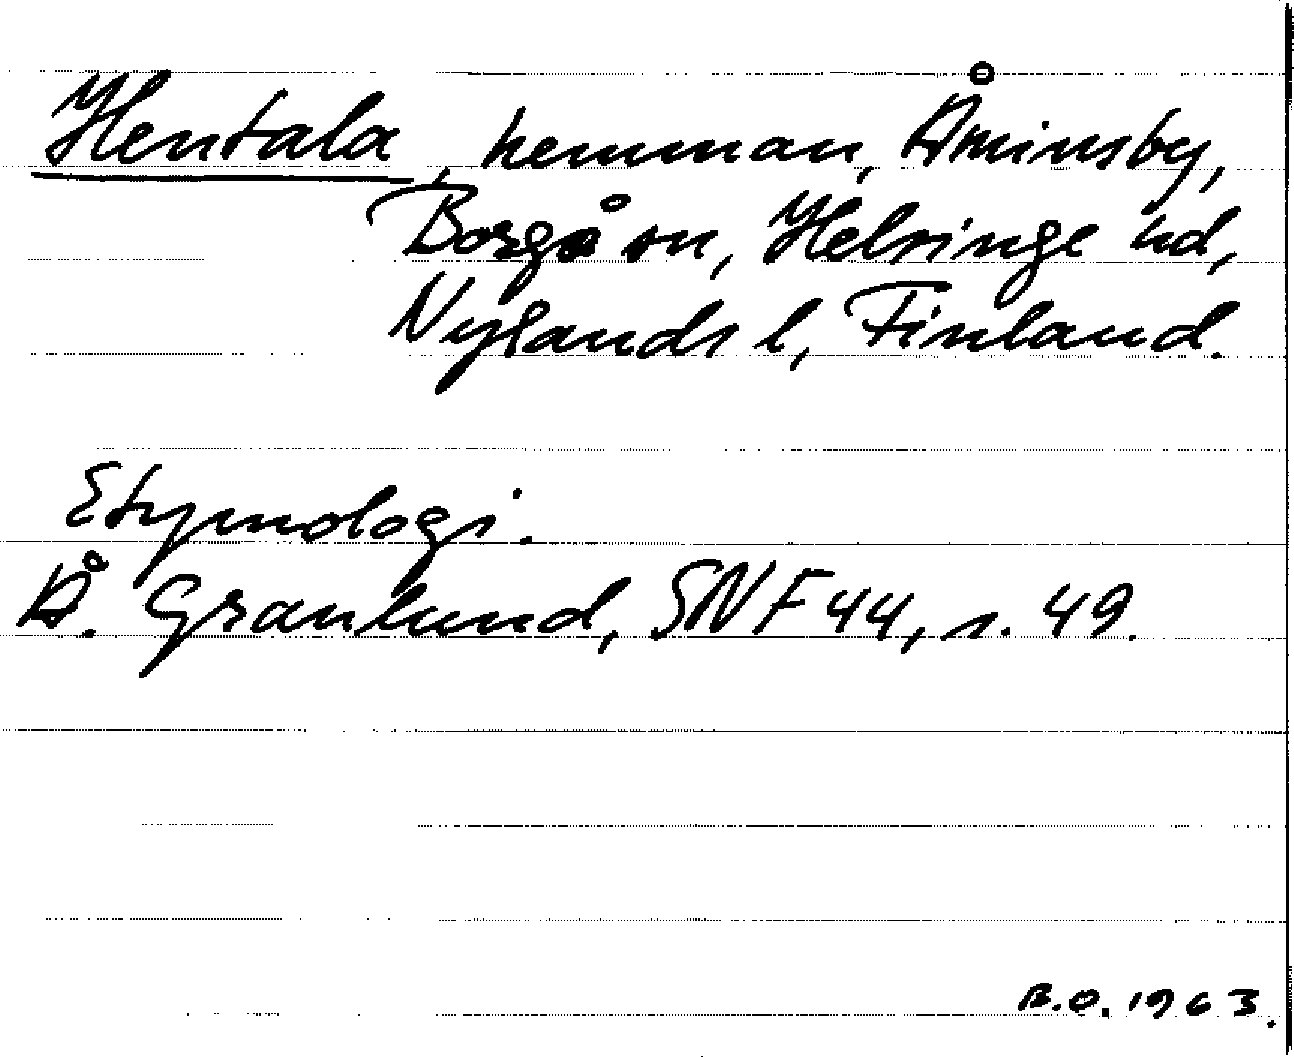 Hentala, hemman, Åminsby,
Borgå sn, Helsinge hd,
Nylands l, Finland.
Etymologi.
Å. Granlund, SNF 44, s. 49.
B.O. 1963.